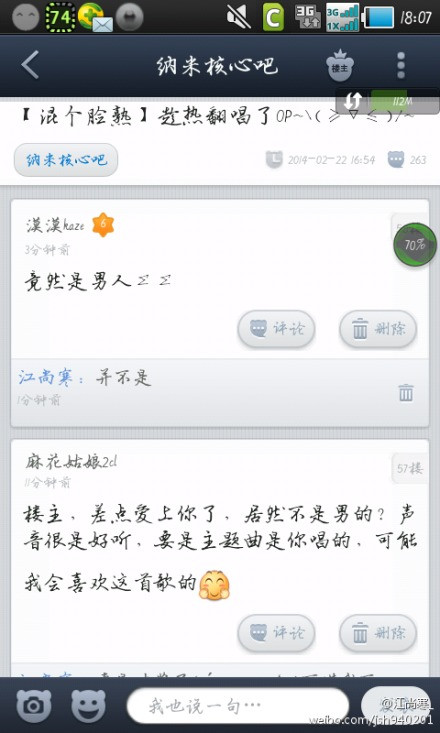 74
3G
3G
1X
18:07
纳米核心吧
楼主
112W
【混个脸熟】趁热翻唱了OP~\(≧▽≦)/~
纳米核心吧
2014-02-22 16:54
263
漠漠kaze
6
3分钟前
70%
竟然是男人ΣΣ
评论
删除
江尚寒：并不是
1分钟前
麻花姑娘2cl
57楼
11分钟前
楼主，差点爱上你了，居然不是男的？声
音很是好听，要是主题曲是你唱的，可能
我会喜欢这首歌的
评论
删除
我也说一句…
@江尚寒
weibo.com/jsh940201